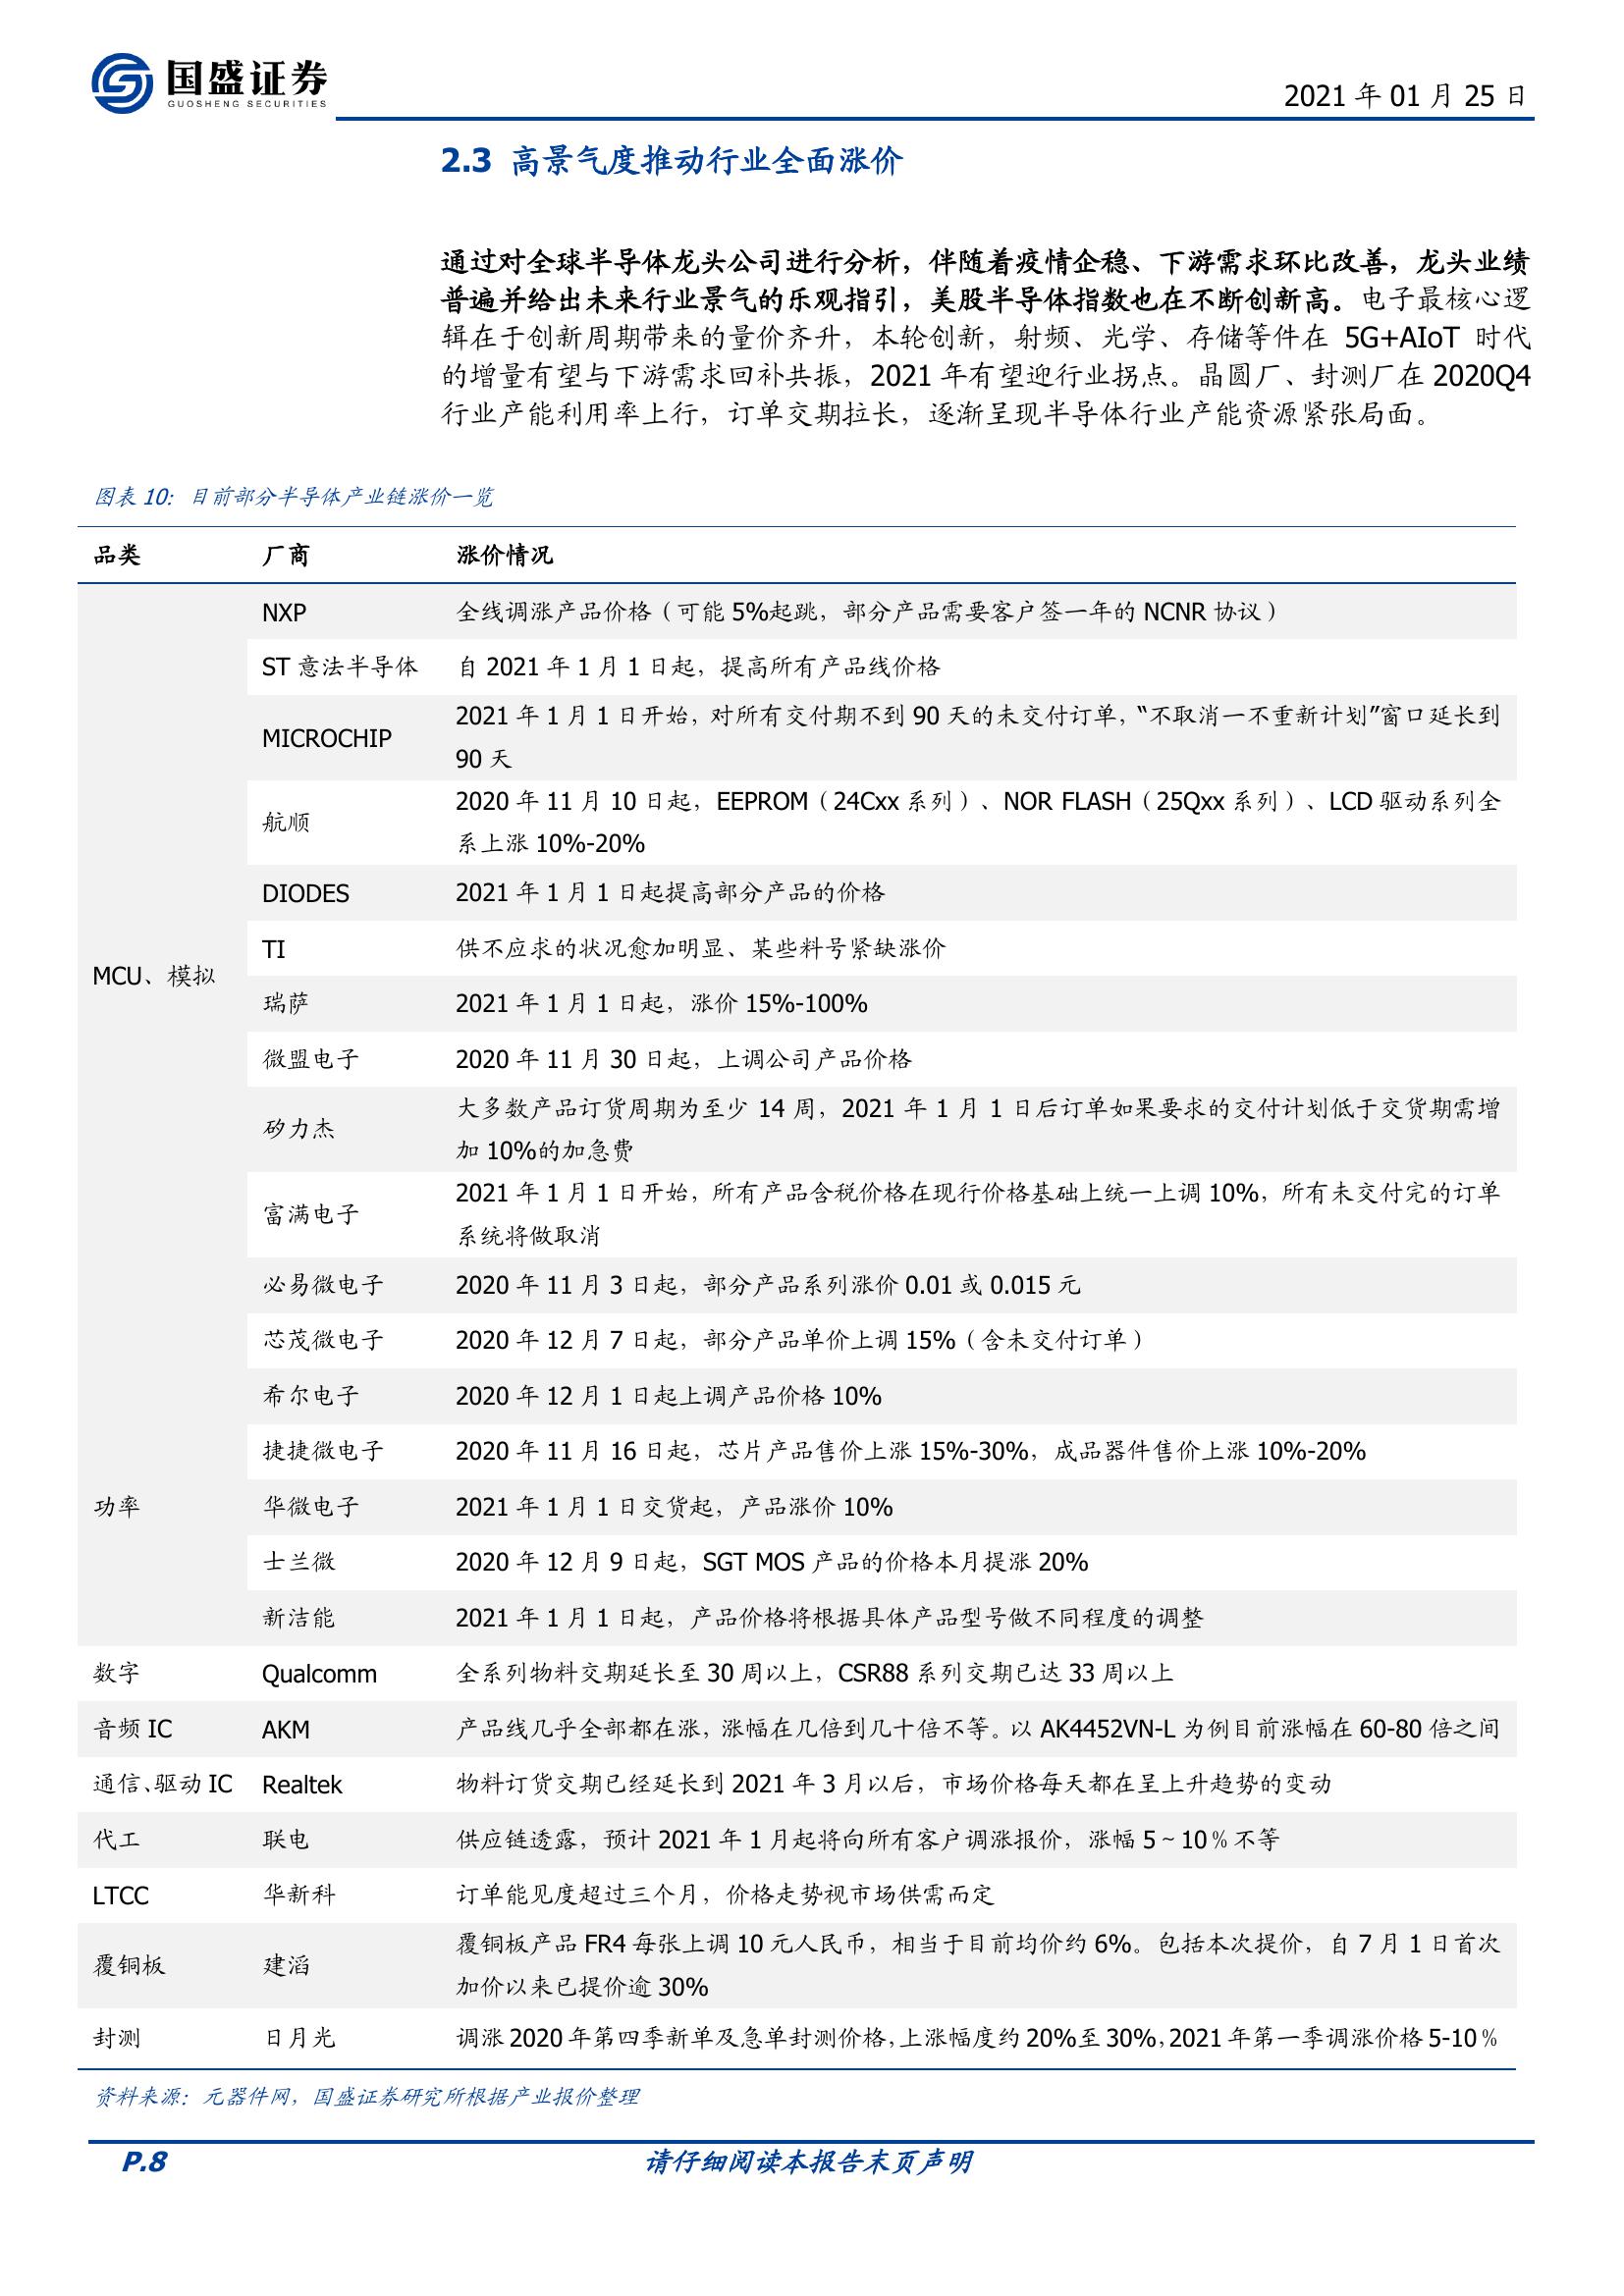 国盛证券
GUOSHENG SECURITIES
2021 年 01 月 25 日
2.3 高景气度推动行业全面涨价
通过对全球半导体龙头公司进行分析，伴随着疫情企稳、下游需求环比改善，龙头业绩
普遍并给出未来行业景气的乐观指引，美股半导体指数也在不断创新高。电子最核心逻
辑在于创新周期带来的量价齐升，本轮创新，射频、光学、存储等件在 5G+AIoT 时代
的增量有望与下游需求回补共振，2021 年有望迎行业拐点。晶圆厂、封测厂在 2020Q4
行业产能利用率上行，订单交期拉长，逐渐呈现半导体行业产能资源紧张局面。
图表 10：目前部分半导体产业链涨价一览
品类 厂商 涨价情况
MCU、模拟
NXP 全线调涨产品价格（可能 5%起跳，部分产品需要客户签一年的 NCNR 协议）
ST 意法半导体 自 2021 年 1 月 1 日起，提高所有产品线价格
MICROCHIP 2021 年 1 月 1 日开始，对所有交付期不到 90 天的未交付订单，“不取消一不重新计划”窗口延长到
90 天
航顺 2020 年 11 月 10 日起，EEPROM（24Cxx 系列）、NOR FLASH（25Qxx 系列）、LCD 驱动系列全
系上涨 10%-20%
DIODES 2021 年 1 月 1 日起提高部分产品的价格
TI 供不应求的状况愈加明显、某些料号紧缺涨价
瑞萨 2021 年 1 月 1 日起，涨价 15%-100%
微盟电子 2020 年 11 月 30 日起，上调公司产品价格
矽力杰 大多数产品订货周期为至少 14 周，2021 年 1 月 1 日后订单如果要求的交付计划低于交货期需增
加 10%的加急费
富满电子 2021 年 1 月 1 日开始，所有产品含税价格在现行价格基础上统一上调 10%，所有未交付完的订单
系统将做取消
必易微电子 2020 年 11 月 3 日起，部分产品系列涨价 0.01 或 0.015 元
芯茂微电子 2020 年 12 月 7 日起，部分产品单价上调 15%（含未交付订单）
希尔电子 2020 年 12 月 1 日起上调产品价格 10%
功率
捷捷微电子 2020 年 11 月 16 日起，芯片产品售价上涨 15%-30%，成品器件售价上涨 10%-20%
华微电子 2021 年 1 月 1 日交货起，产品涨价 10%
士兰微 2020 年 12 月 9 日起，SGT MOS 产品的价格本月提涨 20%
新洁能 2021 年 1 月 1 日起，产品价格将根据具体产品型号做不同程度的调整
数字 Qualcomm 全系列物料交期延长至 30 周以上，CSR88 系列交期已达 33 周以上
音频 IC AKM 产品线几乎全部都在涨，涨幅在几倍到几十倍不等。以 AK4452VN-L 为例目前涨幅在 60-80 倍之间
通信、驱动 IC Realtek 物料订货交期已经延长到 2021 年 3 月以后，市场价格每天都在呈上升趋势的变动
代工 联电 供应链透露，预计 2021 年 1 月起将向所有客户调涨报价，涨幅 5～10％不等
LTCC 华新科 订单能见度超过三个月，价格走势视市场供需而定
覆铜板 建滔 覆铜板产品 FR4 每张上调 10 元人民币，相当于目前均价约 6%。包括本次提价，自 7 月 1 日首次
加价以来已提价逾 30%
封测 日月光 调涨 2020 年第四季新单及急单封测价格，上涨幅度约 20%至 30%，2021 年第一季调涨价格 5-10％
资料来源：元器件网，国盛证券研究所根据产业报价整理
P.8 请仔细阅读本报告末页声明